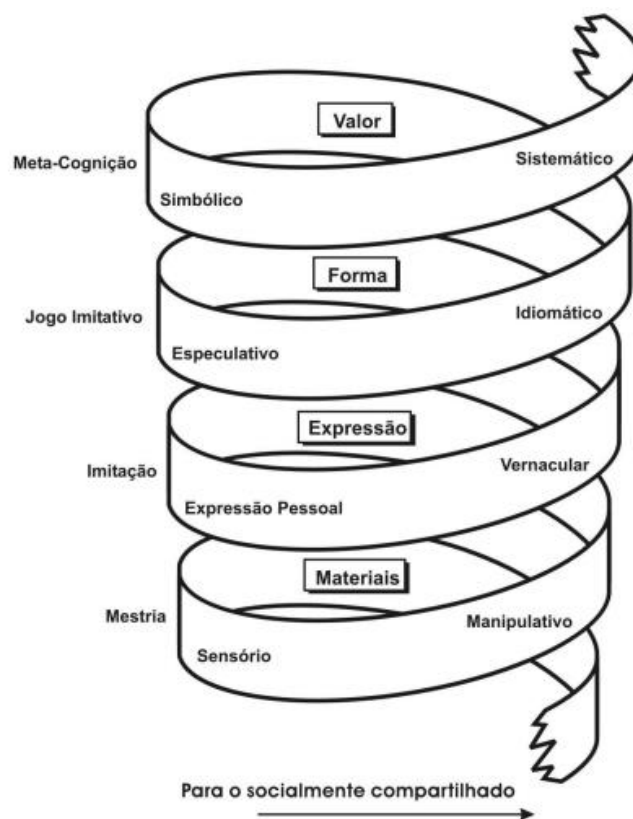 Valor
Meta-Cognição
Sistemático
Simbólico
Forma
Jogo Imitativo
Idiomático
Especulativo
Expressão
Imitação
Vernacular
Expressão Pessoal
Materiais
Mestria
Manipulativo
Sensório
Para o socialmente compartilhado